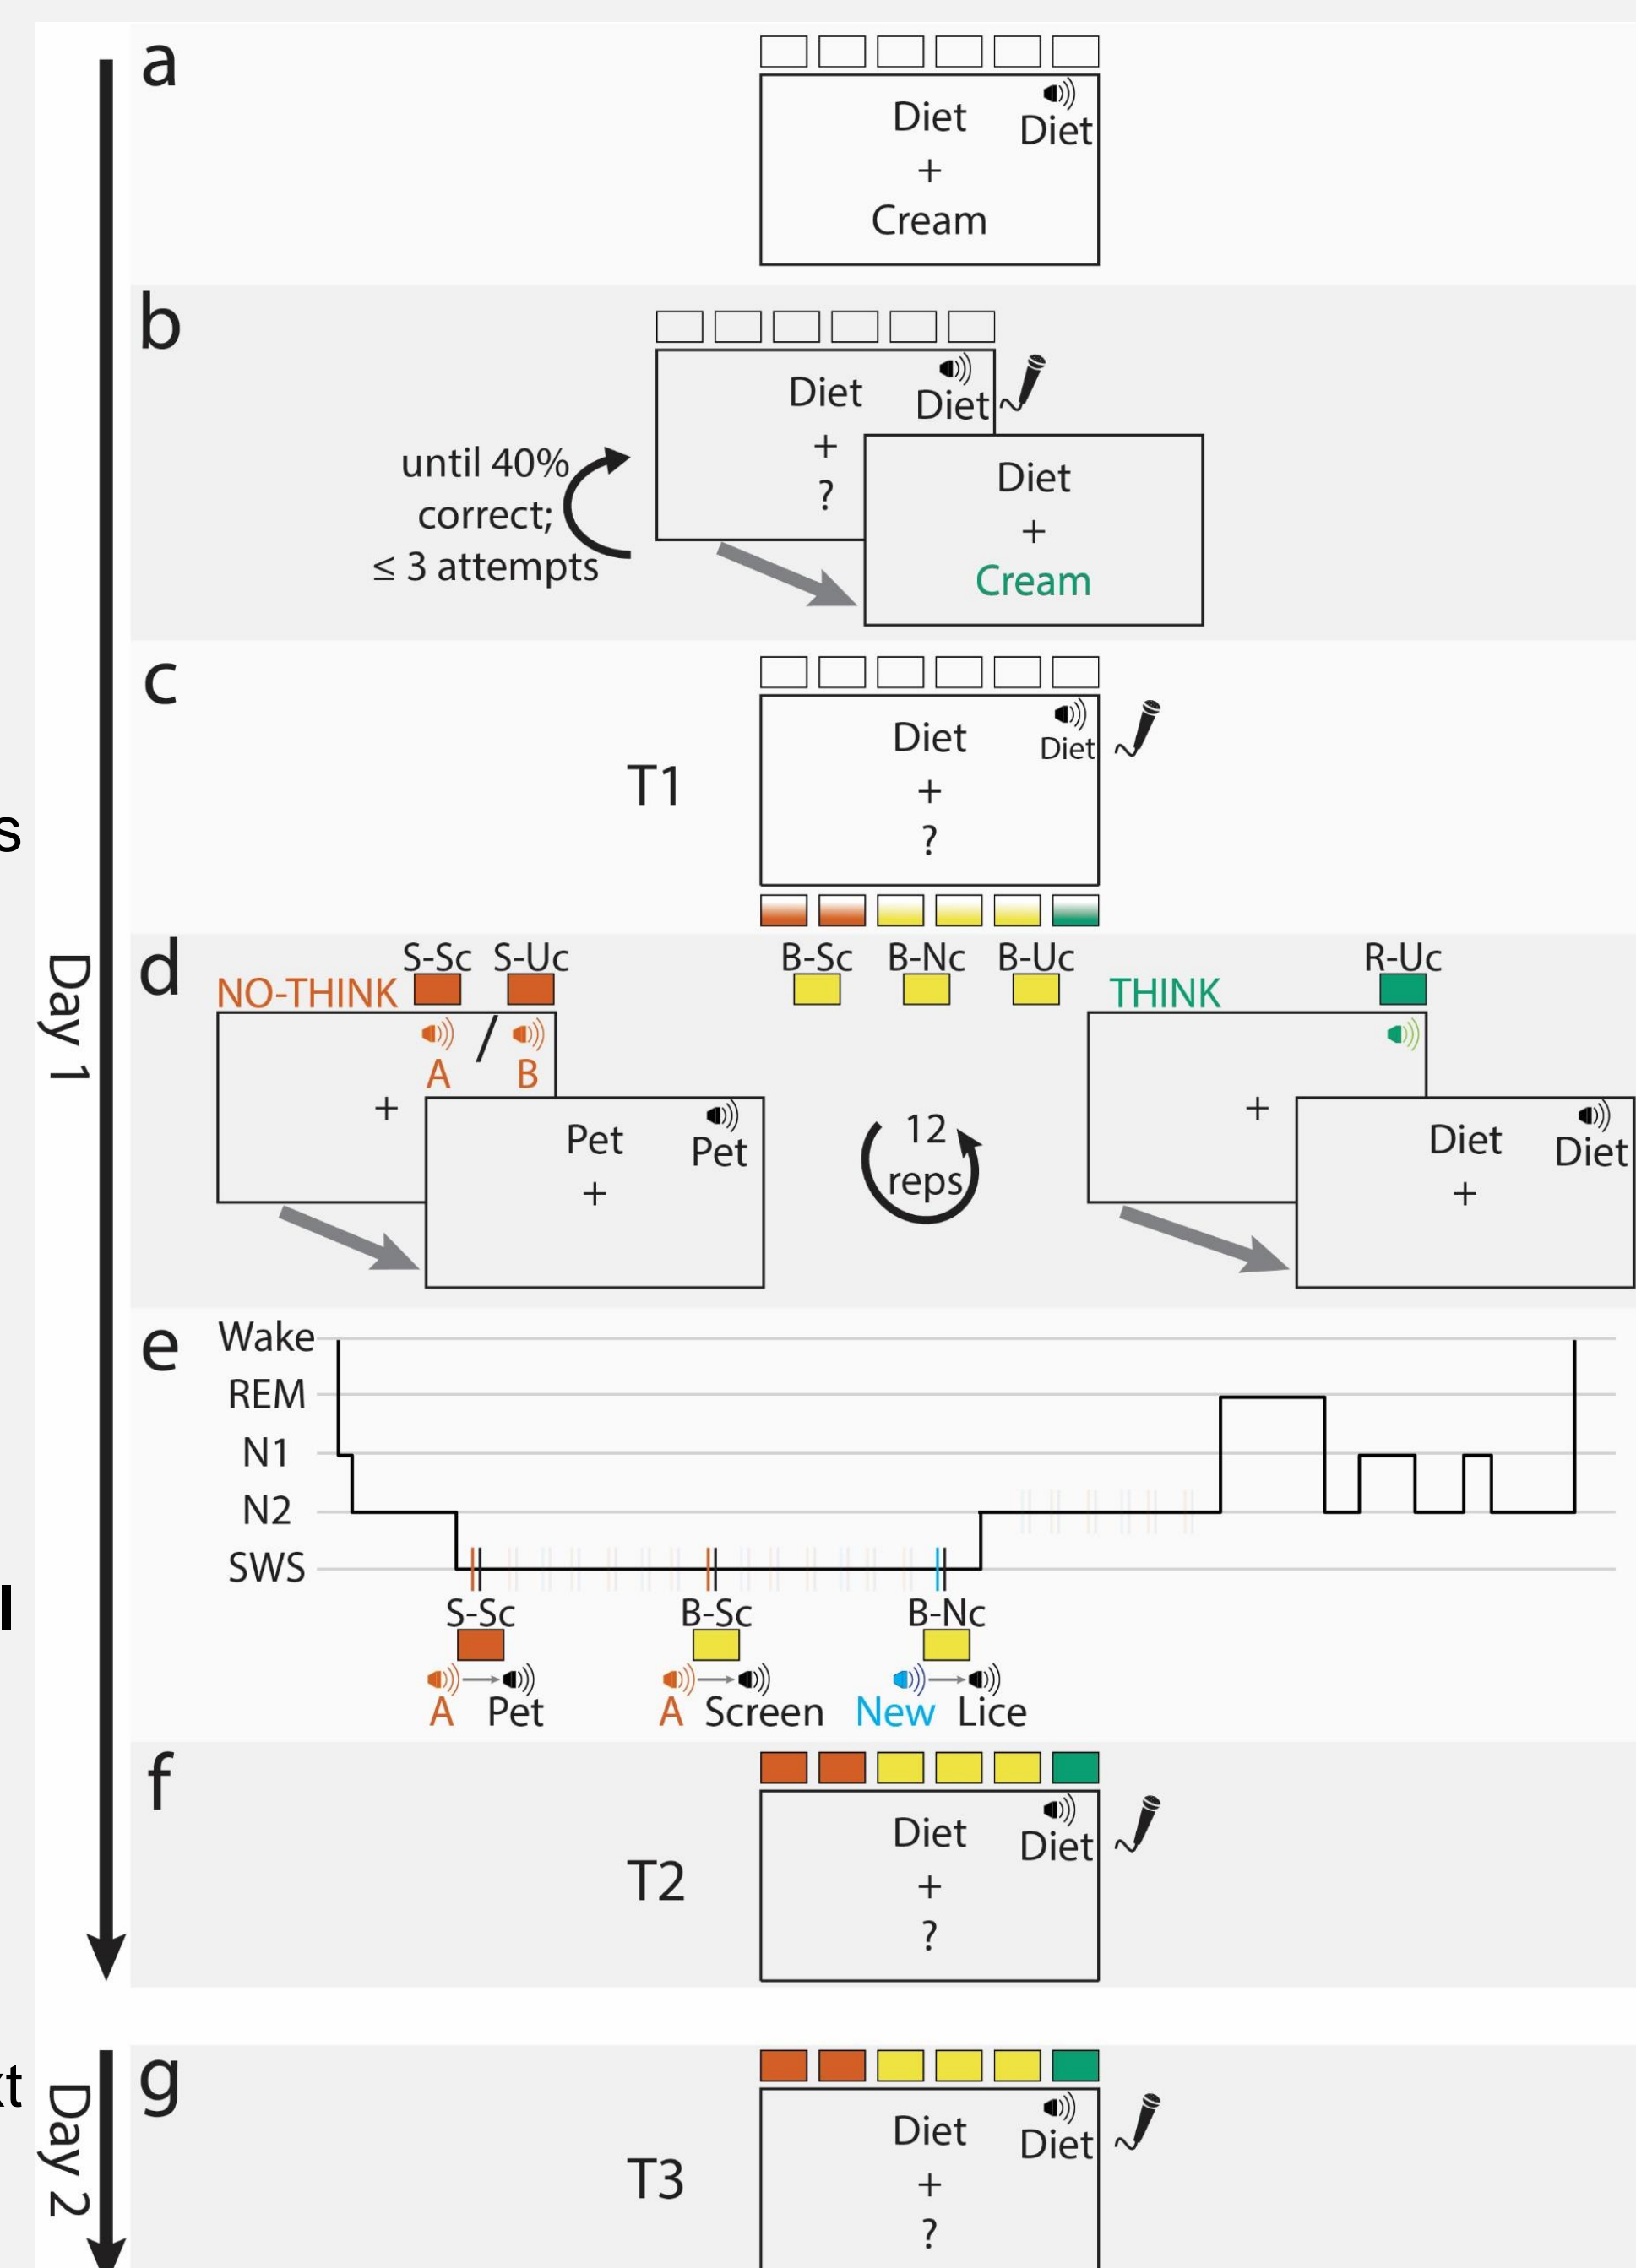 a
Diet
Diet
+
Cream
b
Diet
Diet
+
?
until 40%
correct;
≤ 3 attempts
Diet
+
Cream
c
T1
Diet
Diet
+
?
Day 1
d
S-Sc S-Uc
B-Sc B-Nc B-Uc
R-Uc
NO-THINK
THINK
A / B
+
Pet
Pet
+
12
reps
+
Diet
Diet
+
e
Wake
REM
N1
N2
SWS
S-Sc
B-Sc
B-Nc
A Pet
A Screen
New Lice
f
T2
Diet
Diet
+
?
Day 2
g
T3
Diet
Diet
+
?